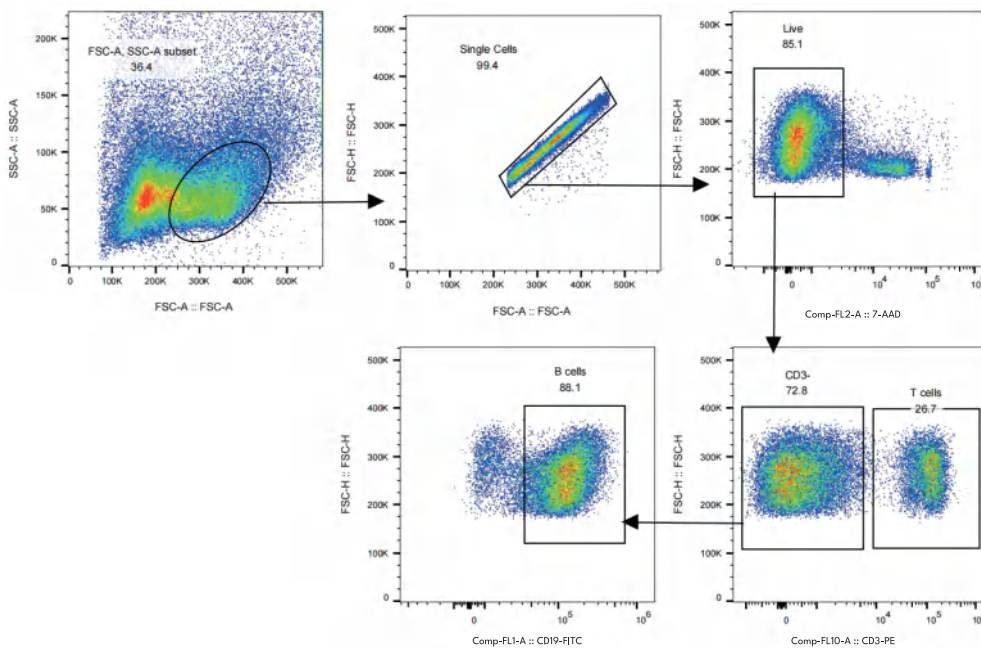 FSC-A, SSC-A subset
36.4
SSC-A :: SSC-A
200K
150K
100K
50K
0
0
100K
200K
300K
400K
500K
FSC-A :: FSC-A
Single Cells
99.4
FSC-H :: FSC-H
500K
400K
300K
200K
100K
0
0
100K
200K
300K
400K
500K
FSC-A :: FSC-A
Live
85.1
FSC-H :: FSC-H
500K
400K
300K
200K
100K
0
0
10^4
10^5
10^6
Comp-FL2-A :: 7-AAD
B cells
88.1
FSC-H :: FSC-H
500K
400K
300K
200K
100K
0
0
10^5
10^6
Comp-FL1-A :: CD19-FITC
CD3-
72.8
T cells
26.7
FSC-H :: FSC-H
500K
400K
300K
200K
100K
0
0
10^4
10^5
10^6
Comp-FL10-A :: CD3-PE